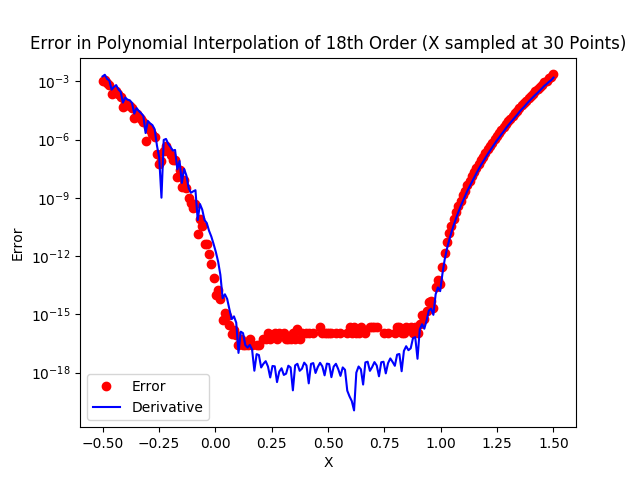 Error in Polynomial Interpolation of 18th Order (X sampled at 30 Points)
10⁻³
10⁻⁶
10⁻⁹
10⁻¹²
10⁻¹⁵
10⁻¹⁸
Error
Error
Derivative
−0.50 −0.25 0.00 0.25 0.50 0.75 1.00 1.25 1.50
X